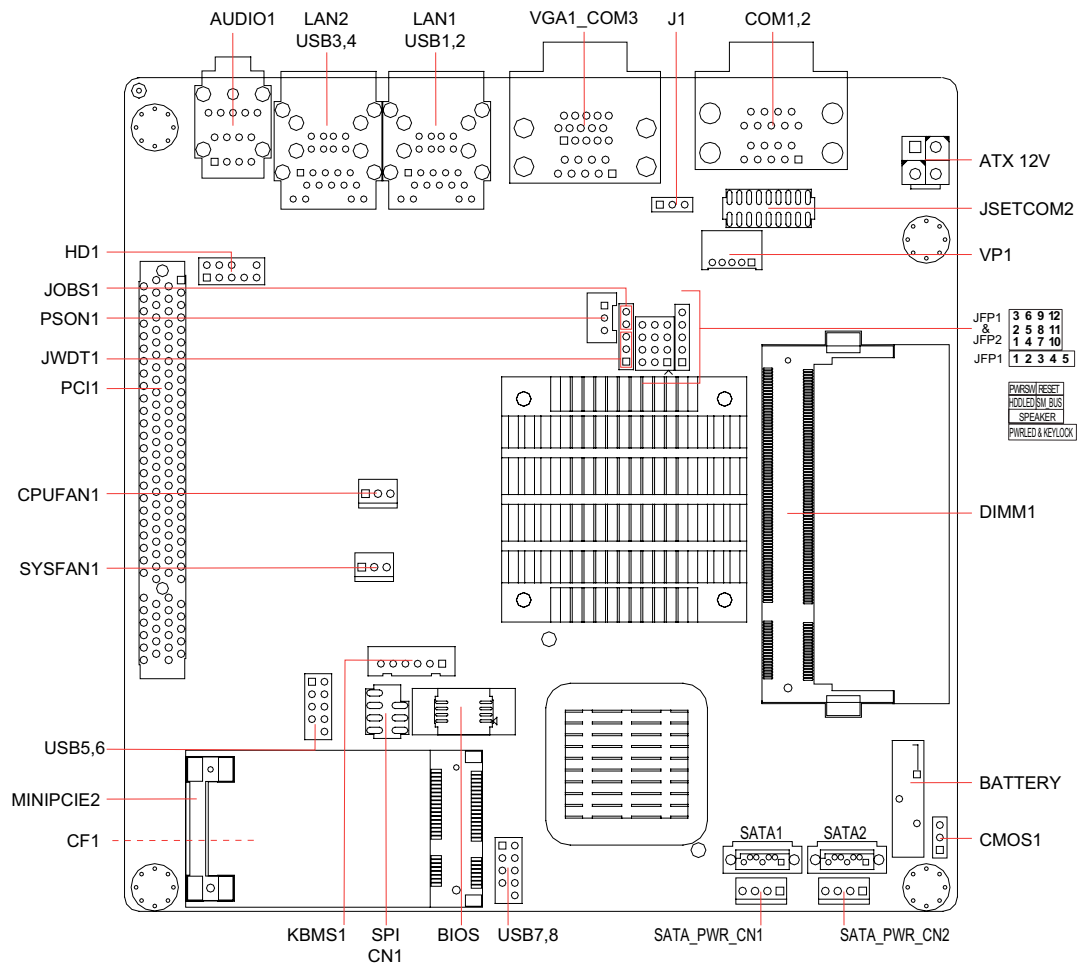 AUDIO1
LAN2
USB3,4
LAN1
USB1,2
VGA1_COM3
J1
COM1,2
ATX 12V
JSETCOM2
VP1
HD1
JOBS1
PSON1
JWDT1
PCI1
JFP1
&
JFP2
3 6 9 12
2 5 8 11
1 4 7 10
JFP1
1 2 3 4 5
PWRSW RESET
HDDLED SM_BUS
SPEAKER
PWRLED & KEYLOCK
CPUFAN1
DIMM1
SYSFAN1
USB5,6
MINIPCIE2
CF1
BATTERY
CMOS1
SATA1
SATA2
KBMS1
SPI
CN1
BIOS
USB7,8
SATA_PWR_CN1
SATA_PWR_CN2